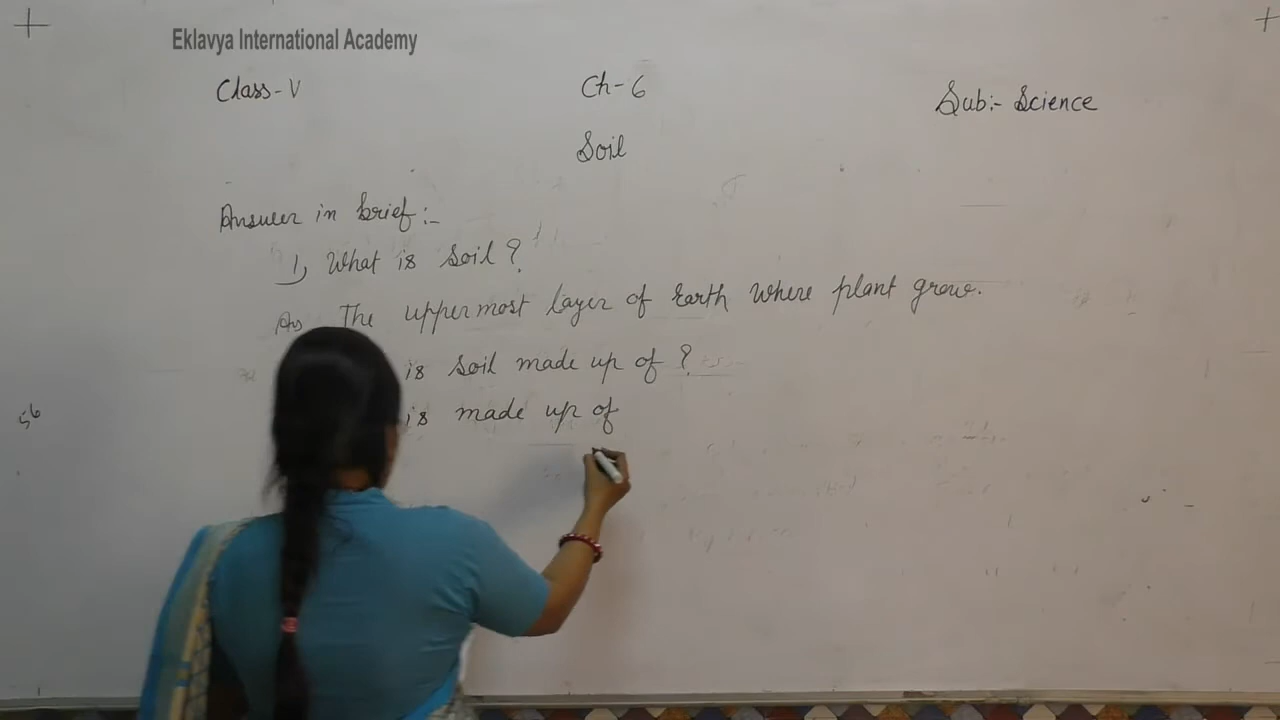 Eklavya International Academy
Class- V
Ch- 6
Sub:- Science
Soil
Answer in brief :-
1) What is Soil ?
Ans The uppermost layer of Earth where plant grow.
is soil made up of ?
is made up of
56